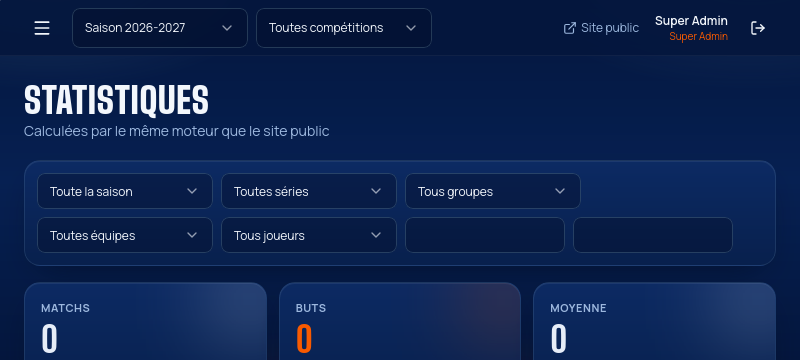 Saison 2026-2027
Toutes compétitions
Site public
Super Admin
Super Admin
STATISTIQUES
Calculées par le même moteur que le site public
Toute la saison
Toutes séries
Tous groupes
Toutes équipes
Tous joueurs
MATCHS
BUTS
MOYENNE
0
0
0